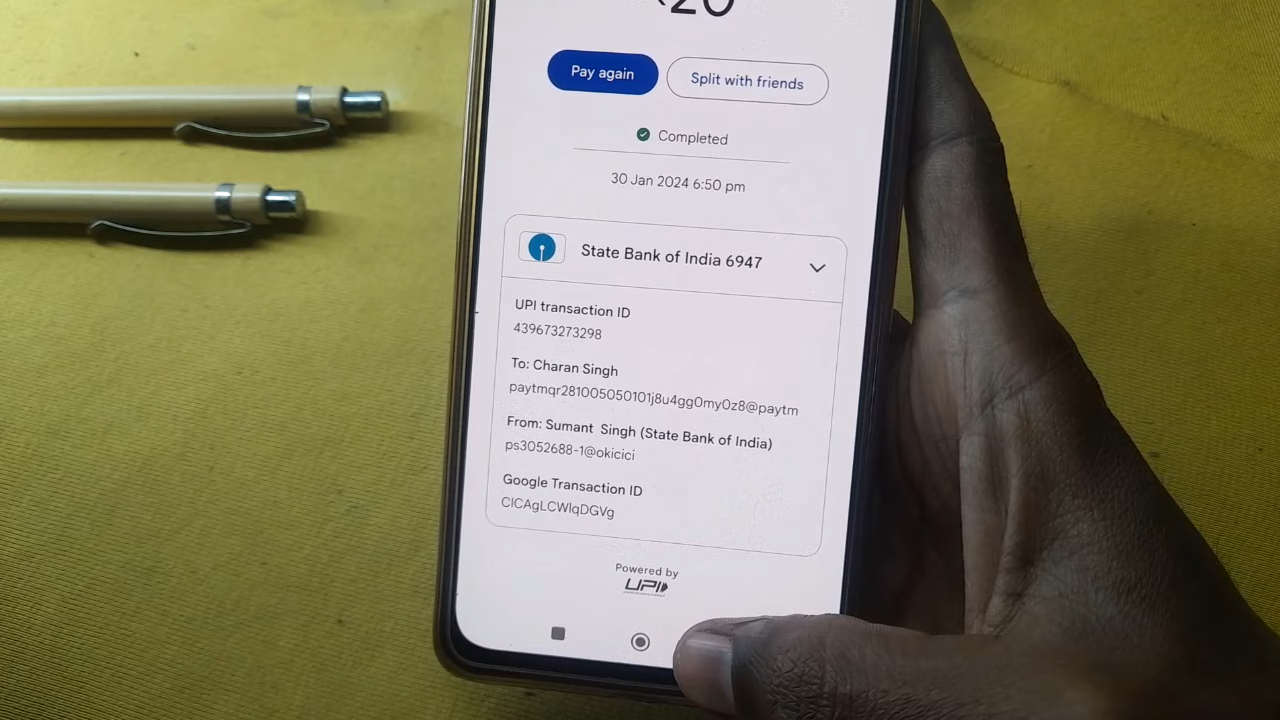 ₹20
Pay again
Split with friends
Completed
30 Jan 2024 6:50 pm
State Bank of India 6947
UPI transaction ID
439673273298
To: Charan Singh
paytmqr281005050101j8u4gg0my0z8@paytm
From: Sumant Singh (State Bank of India)
ps3052688-1@okicici
Google Transaction ID
CICAgLCWlqDGVg
Powered by
UPI